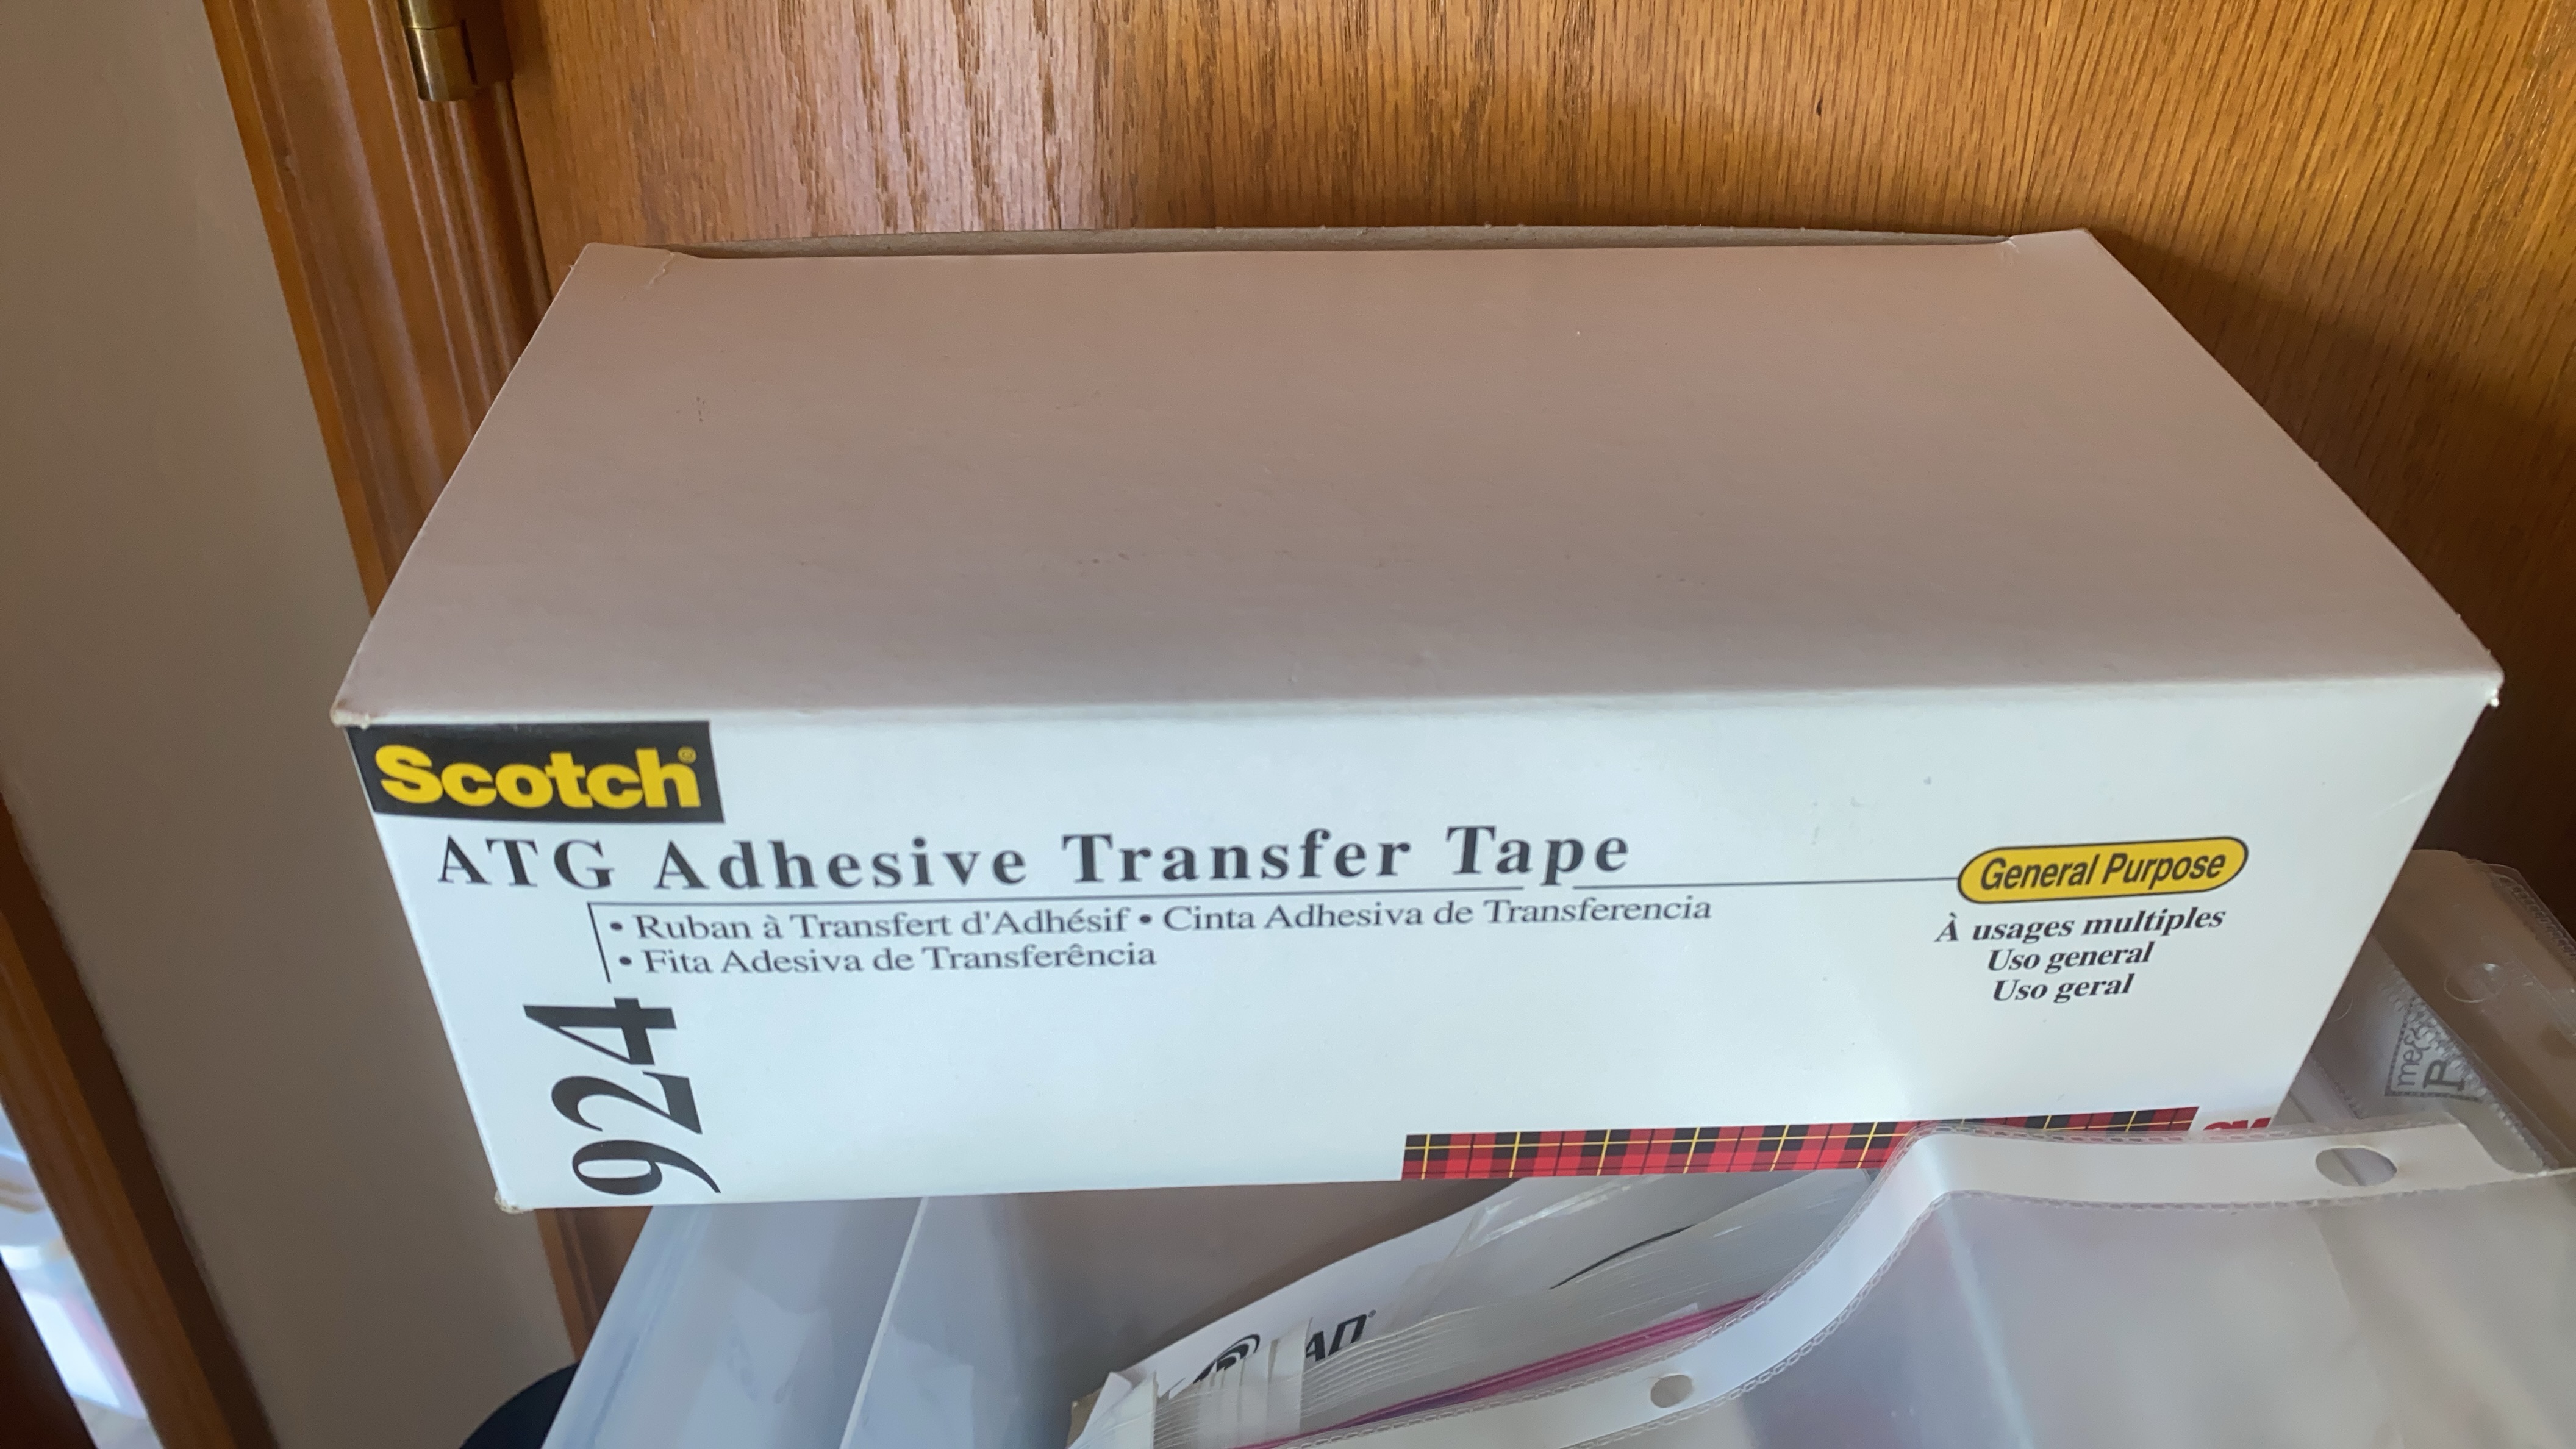 Scotch®
ATG Adhesive Transfer Tape
• Ruban à Transfert d'Adhésif • Cinta Adhesiva de Transferencia
• Fita Adesiva de Transferência
924
General Purpose
À usages multiples
Uso general
Uso geral